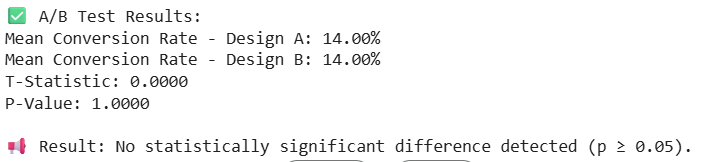 ✅ A/B Test Results:
Mean Conversion Rate - Design A: 14.00%
Mean Conversion Rate - Design B: 14.00%
T-Statistic: 0.0000
P-Value: 1.0000
📢 Result: No statistically significant difference detected (p ≥ 0.05).